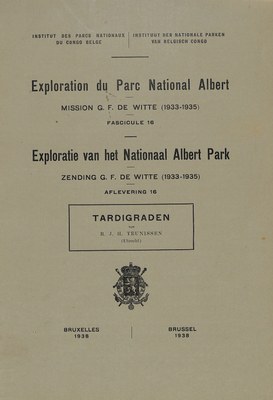 INSTITUT DES PARCS NATIONAUX
DU CONGO BELGE
INSTITUUT DER NATIONALE PARKEN
VAN BELGISCH CONGO
Exploration du Parc National Albert
MISSION G. F. DE WITTE (1933-1935)
FASCICULE 16
Exploratie van het Nationaal Albert Park
ZENDING G. F. DE WITTE (1933-1935)
AFLEVERING 16
TARDIGRADEN
R. J. H. TEUNISSEN
(Utrecht)
BRUXELLES
1938
BRUSSEL
1938